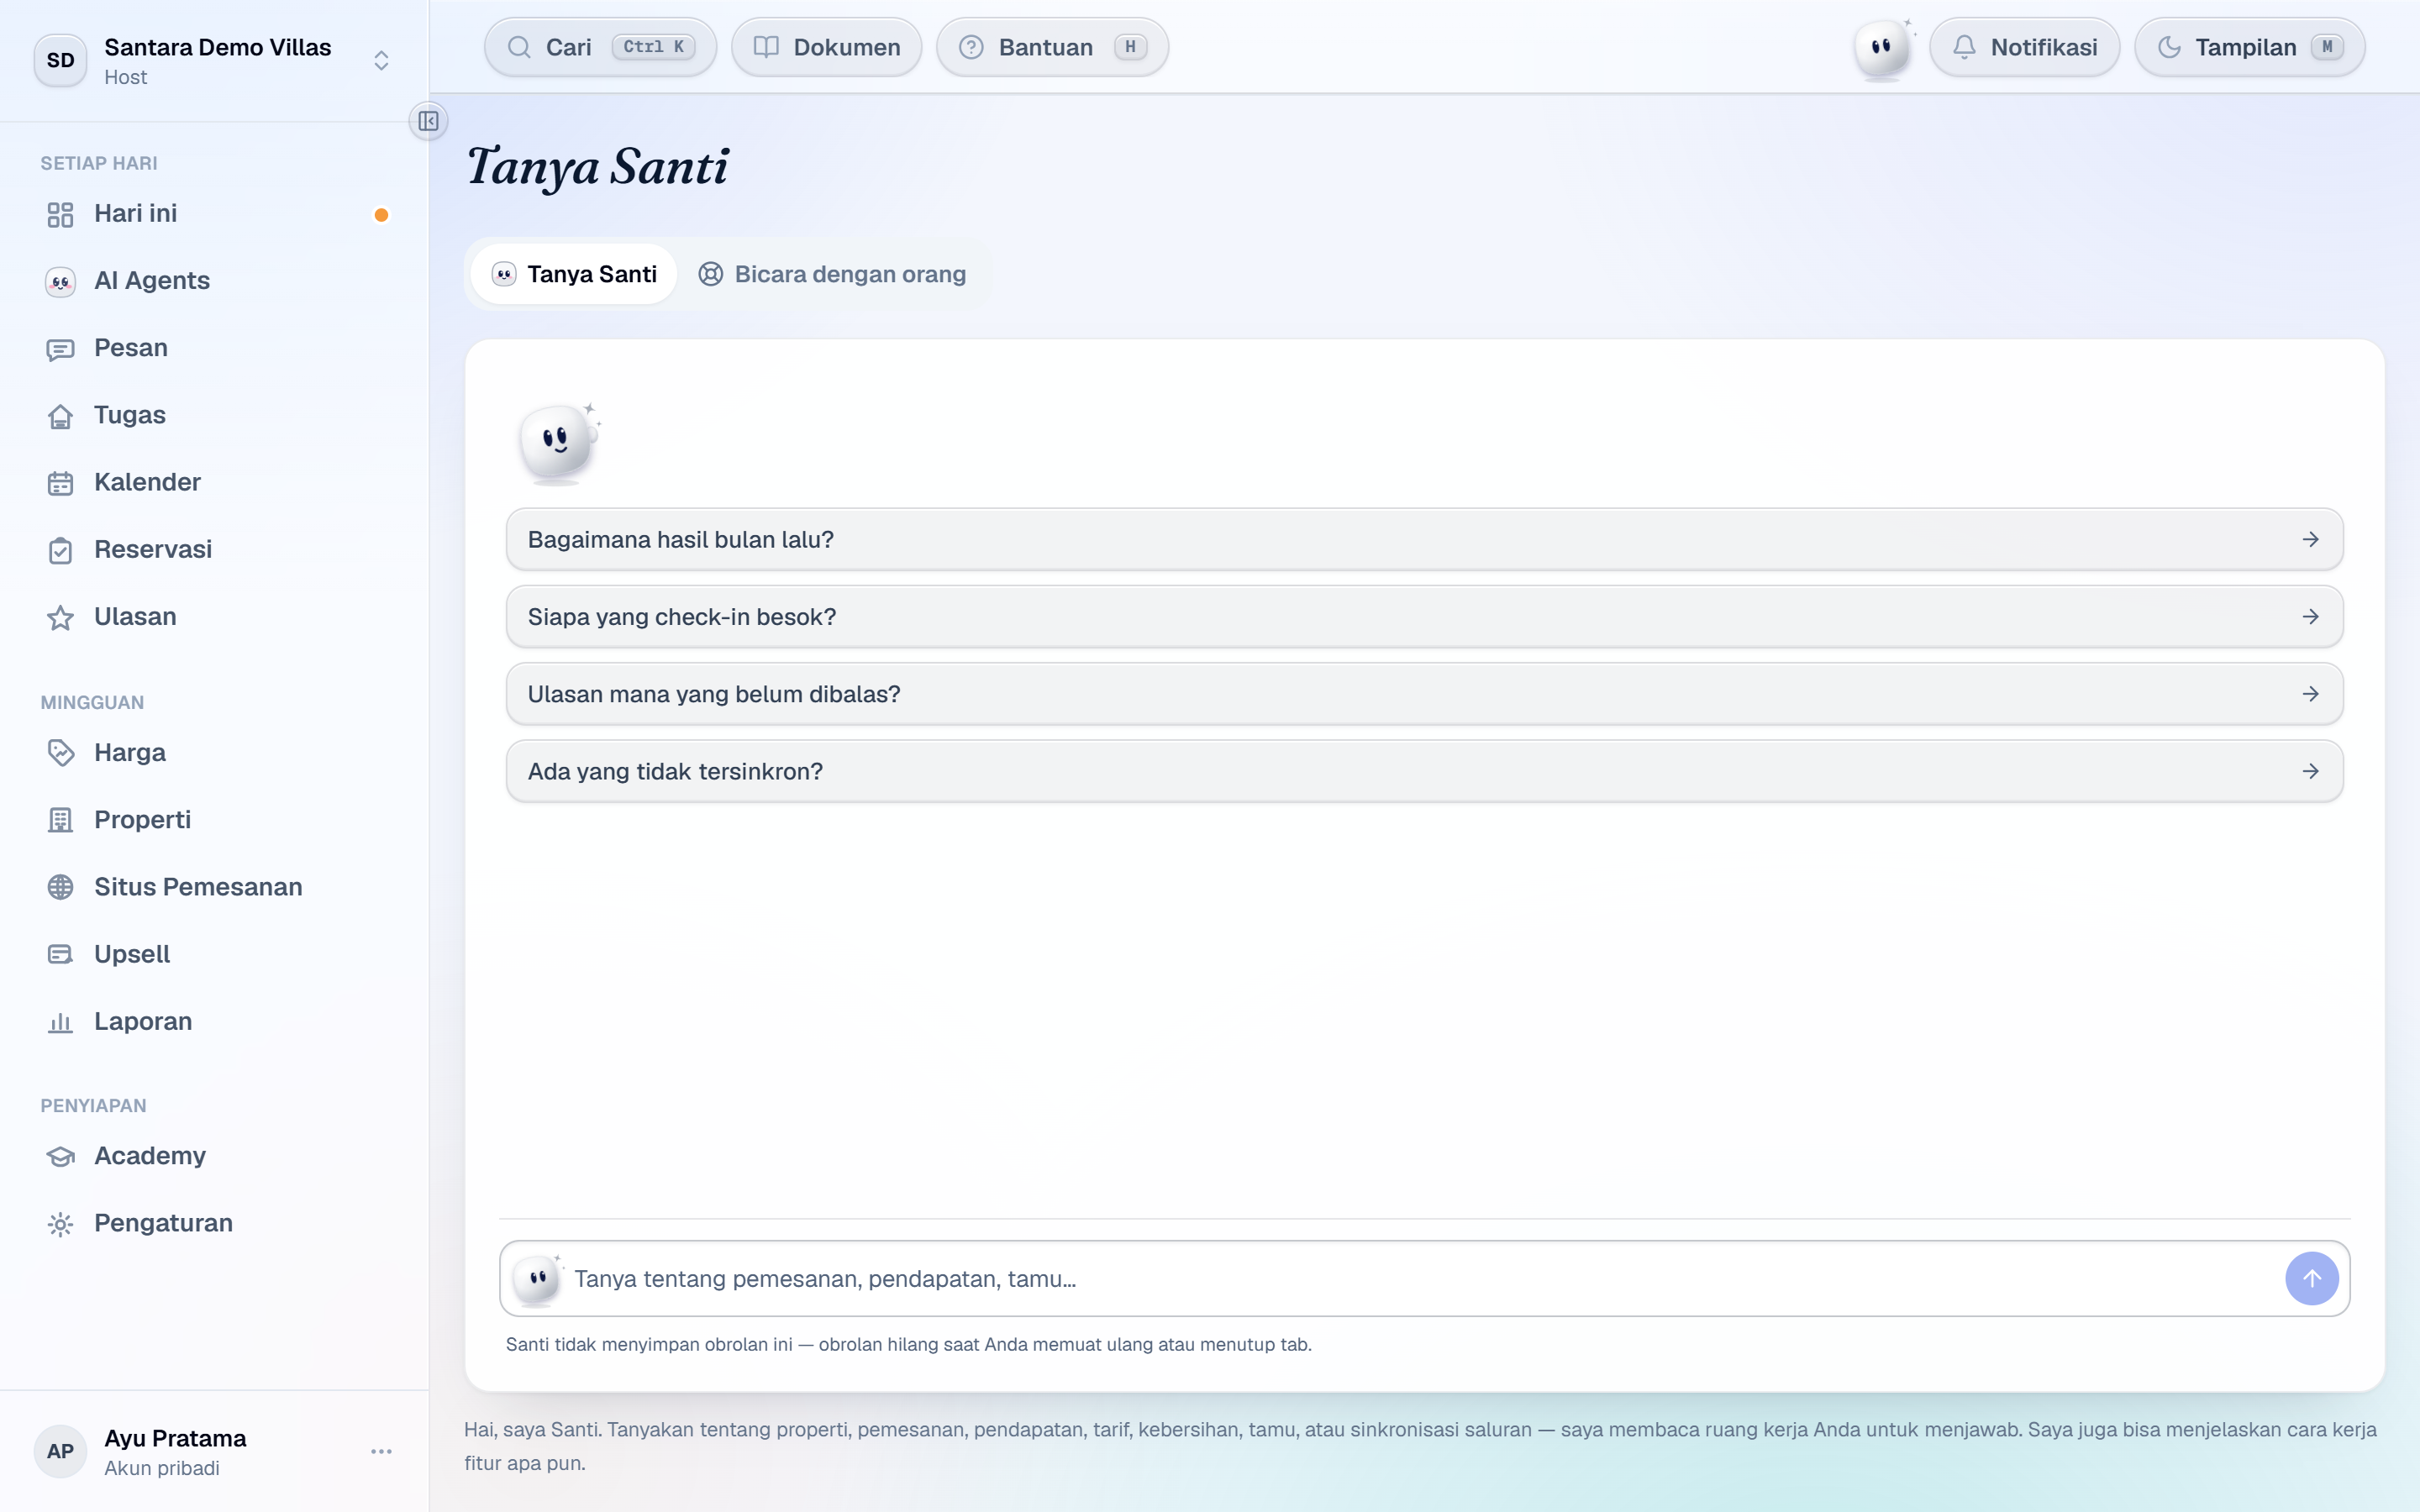 SD
Santara Demo Villas
Host
SETIAP HARI
Hari ini
AI Agents
Pesan
Tugas
Kalender
Reservasi
Ulasan
MINGGUAN
Harga
Properti
Situs Pemesanan
Upsell
Laporan
PENYIAPAN
Academy
Pengaturan
AP
Ayu Pratama
Akun pribadi
Cari Ctrl K
Dokumen
Bantuan H
Notifikasi
Tampilan M
Tanya Santi
Tanya Santi
Bicara dengan orang
Bagaimana hasil bulan lalu?
Siapa yang check-in besok?
Ulasan mana yang belum dibalas?
Ada yang tidak tersinkron?
Tanya tentang pemesanan, pendapatan, tamu...
Santi tidak menyimpan obrolan ini — obrolan hilang saat Anda memuat ulang atau menutup tab.
Hai, saya Santi. Tanyakan tentang properti, pemesanan, pendapatan, tarif, kebersihan, tamu, atau sinkronisasi saluran — saya membaca ruang kerja Anda untuk menjawab. Saya juga bisa menjelaskan cara kerja
fitur apa pun.